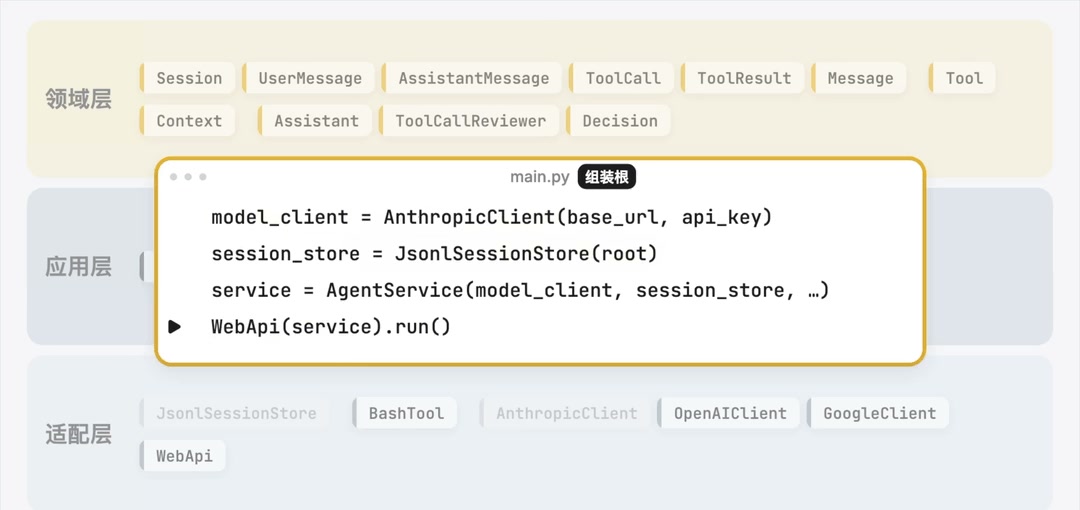 领域层
Session UserMessage AssistantMessage ToolCall ToolResult Message Tool
Context Assistant ToolCallReviewer Decision
main.py 组装根
model_client = AnthropicClient(base_url, api_key)
session_store = JsonlSessionStore(root)
service = AgentService(model_client, session_store, …)
WebApi(service).run()
应用层
适配层
JsonlSessionStore BashTool AnthropicClient OpenAIClient GoogleClient
WebApi